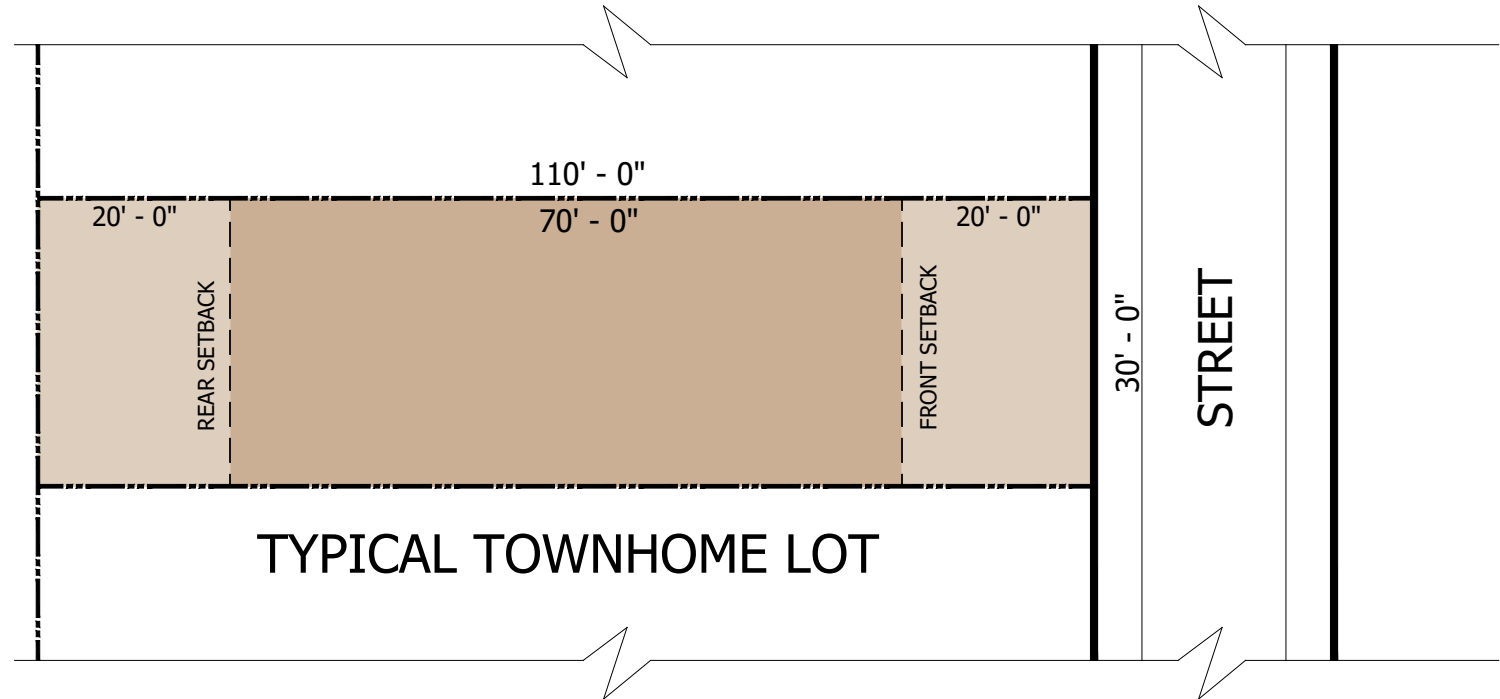 110' - 0"
20' - 0"
70' - 0"
20' - 0"
REAR SETBACK
FRONT SETBACK
30' - 0"
STREET
TYPICAL TOWNHOME LOT